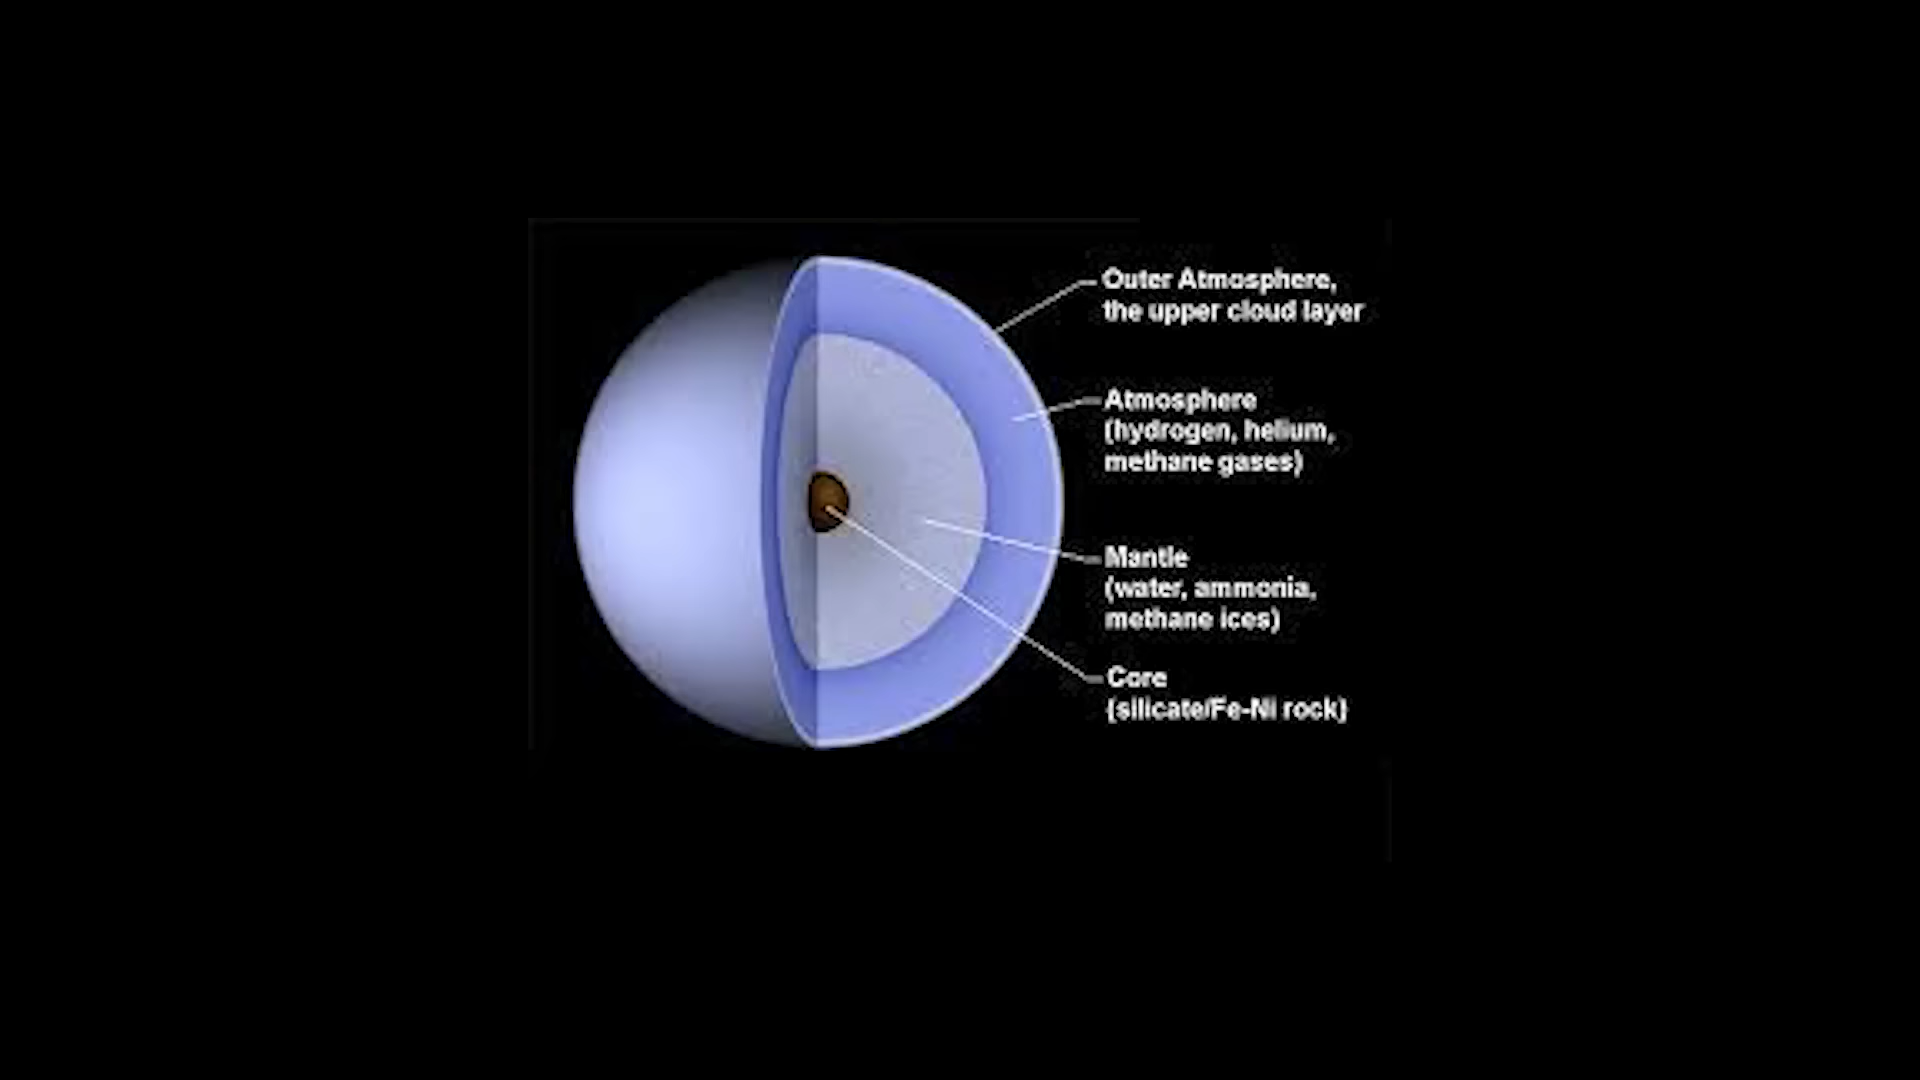 Outer Atmosphere,
the upper cloud layer
Atmosphere
(hydrogen, helium,
methane gases)
Mantle
(water, ammonia,
methane ices)
Core
(silicate/Fe-Ni rock)